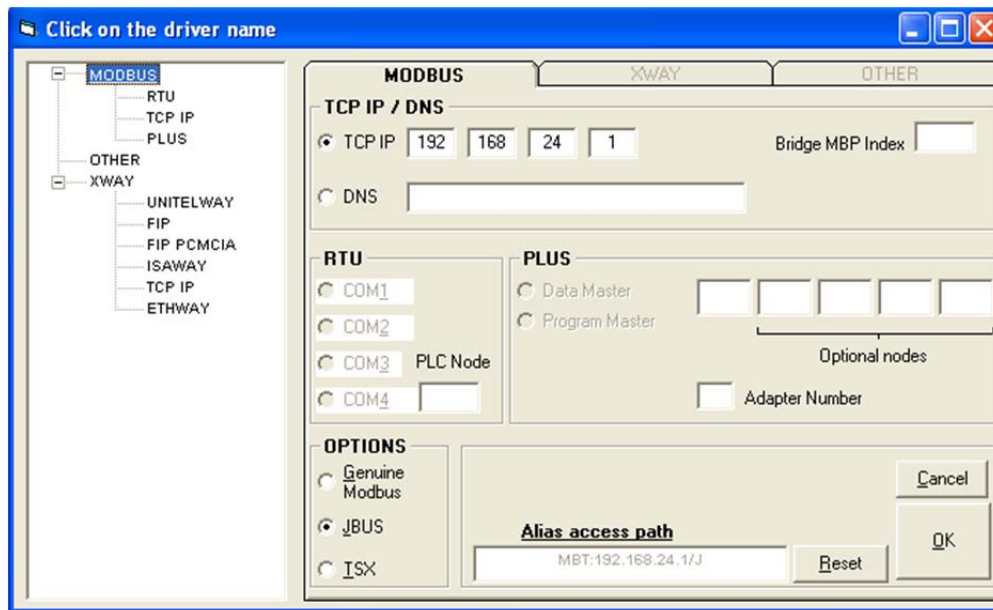 Click on the driver name
MODBUS
RTU
TCP IP
PLUS
OTHER
XWAY
UNITELWAY
FIP
FIP PCMCIA
ISAWAY
TCP IP
ETHWAY
MODBUS XWAY OTHER
TCP IP / DNS
TCP IP 192 168 24 1 Bridge MBP Index
DNS
RTU
COM1
COM2
COM3 PLC Node
COM4
PLUS
Data Master
Program Master
Optional nodes
Adapter Number
OPTIONS
Genuine
Modbus
JBUS
TSX
Alias access path
MBT:192.168.24.1/J
Reset
Cancel
OK